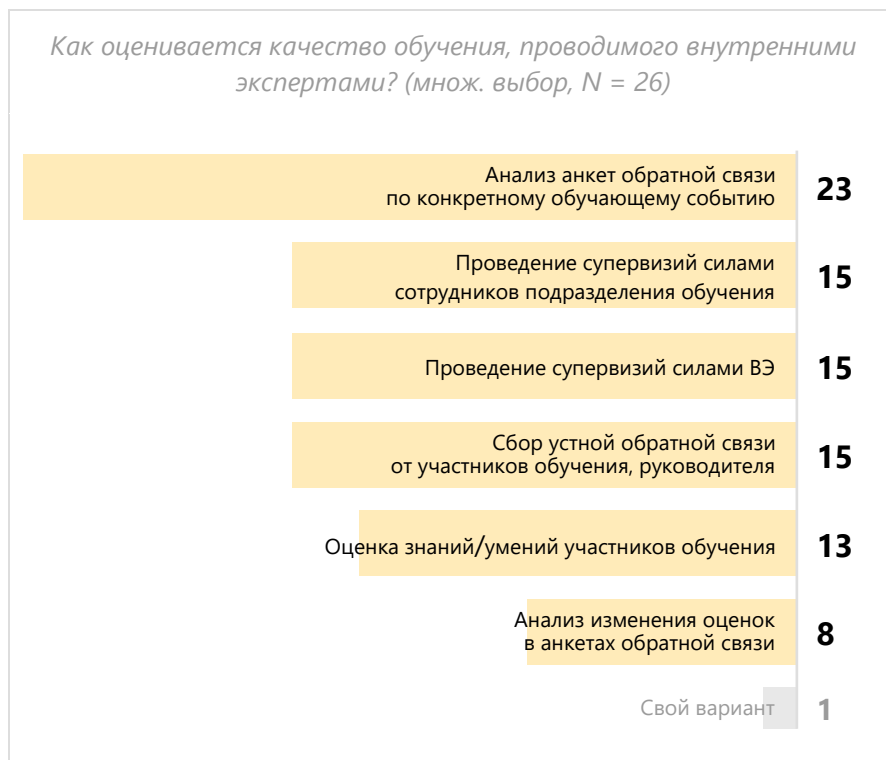 Как оценивается качество обучения, проводимого внутренними
экспертами? (множ. выбор, N = 26)
Анализ анкет обратной связи
по конкретному обучающему событию
23
Проведение супервизий силами
сотрудников подразделения обучения
15
Проведение супервизий силами ВЭ
15
Сбор устной обратной связи
от участников обучения, руководителя
15
Оценка знаний/умений участников обучения
13
Анализ изменения оценок
в анкетах обратной связи
8
Свой вариант
1